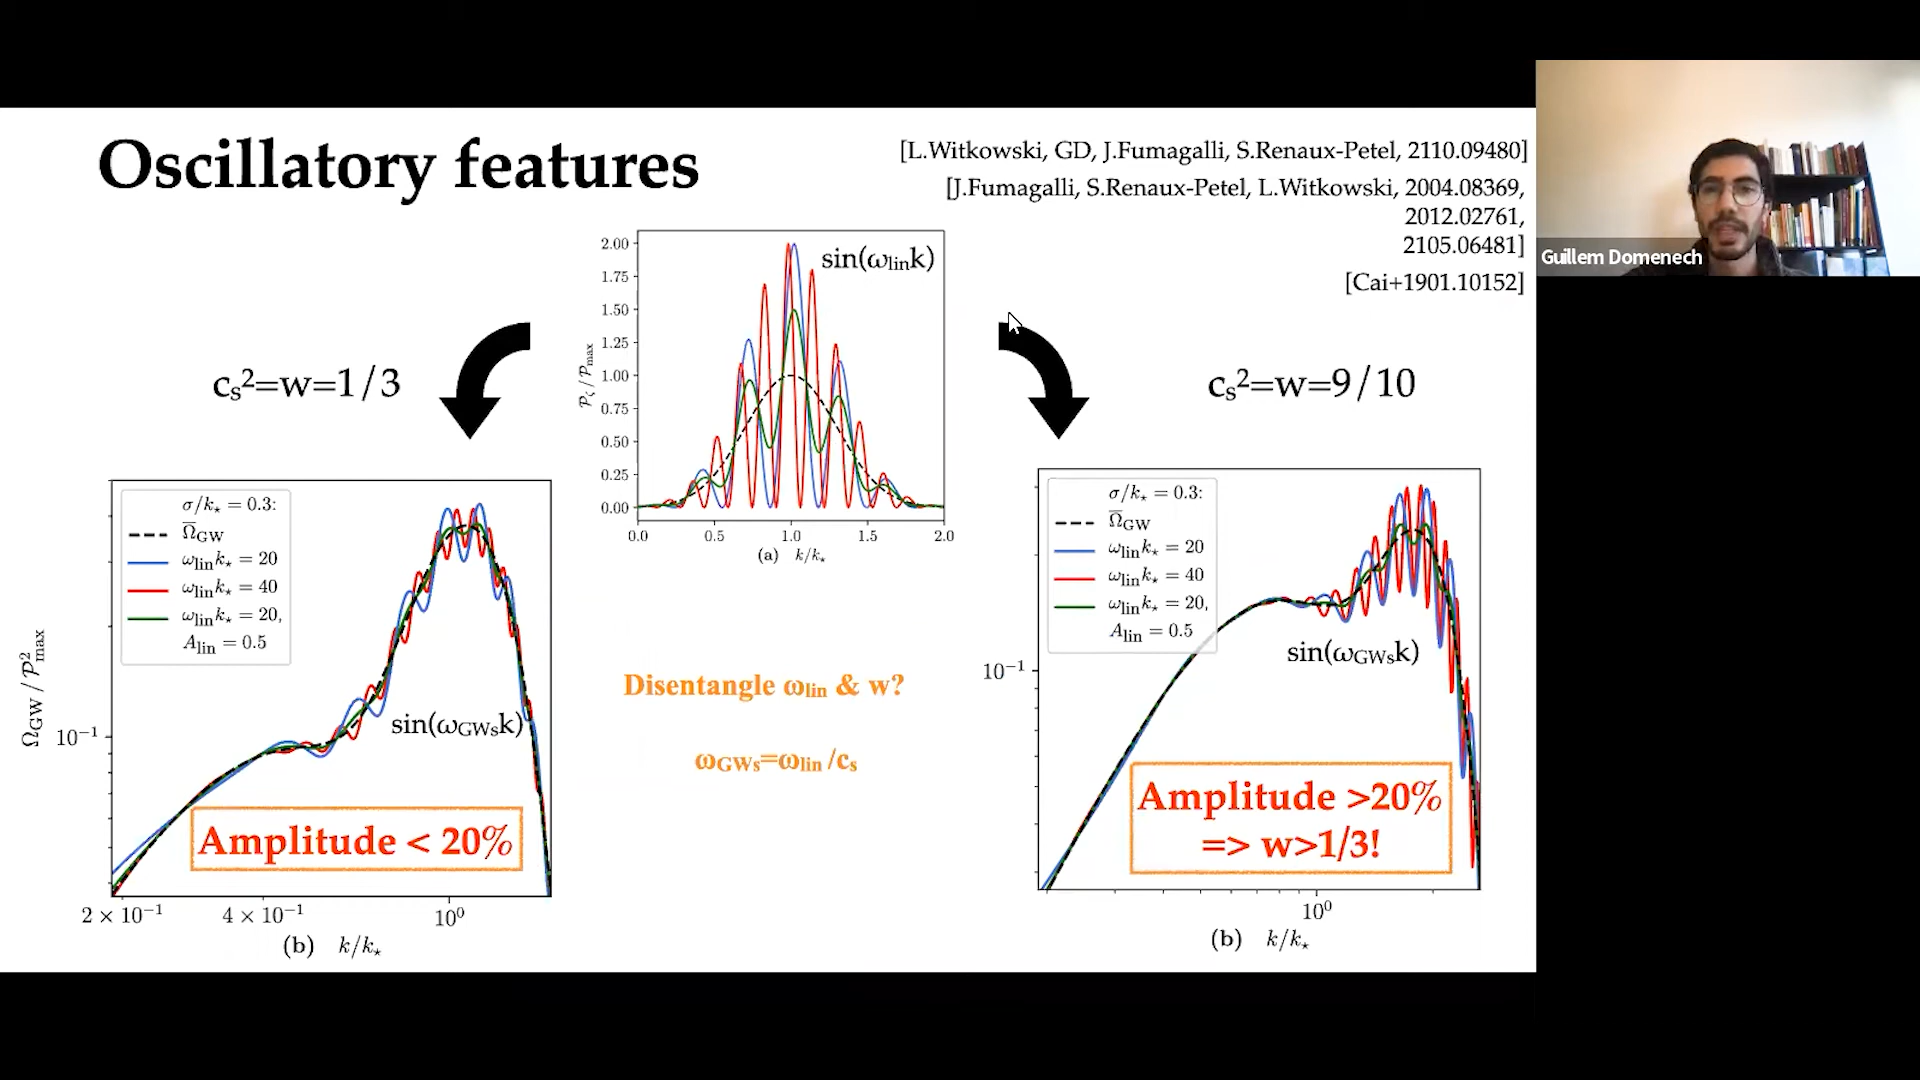 Oscillatory features
[L.Witkowski, GD, J.Fumagalli, S.Renaux-Petel, 2110.09480]
[J.Fumagalli, S.Renaux-Petel, L.Witkowski, 2004.08369,
2012.02761,
2105.06481]
[Cai+1901.10152]
Guillem Domenech
sin(ω_lin k)
P_ζ / P_max
2.00
1.75
1.50
1.25
1.00
0.75
0.50
0.25
0.00
0.0 0.5 1.0 1.5 2.0
(a) k/k⋆
c_s²=w=1/3
c_s²=w=9/10
σ/k⋆ = 0.3:
Ω̅_GW
ω_lin k⋆ = 20
ω_lin k⋆ = 40
ω_lin k⋆ = 20,
A_lin = 0.5
Ω_GW / P²_max
10⁻¹
sin(ω_GWs k)
Amplitude < 20%
2 × 10⁻¹ 4 × 10⁻¹ 10⁰
(b) k/k⋆
Disentangle ω_lin & w?
ω_GWs=ω_lin /c_s
σ/k⋆ = 0.3:
Ω̅_GW
ω_lin k⋆ = 20
ω_lin k⋆ = 40
ω_lin k⋆ = 20,
A_lin = 0.5
10⁻¹
sin(ω_GWs k)
Amplitude >20%
=> w>1/3!
10⁰
(b) k/k⋆